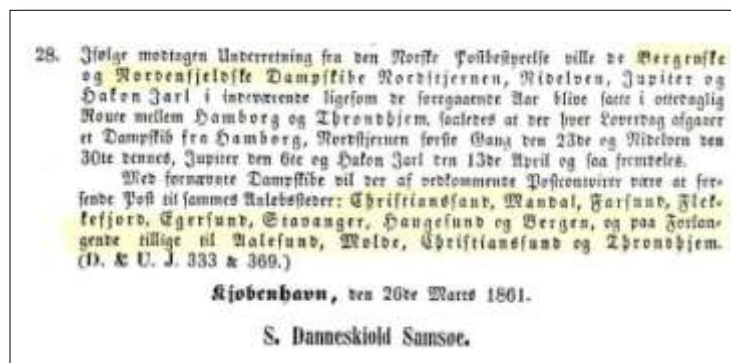 28. Ifølge modtagen Underretning fra den Norske Postbestyrelse ville de Bergenske
og Nordenfjeldske Dampskibe Nordstjernen, Nidelven, Jupiter og
Hakon Jarl i indeværende ligesom de foregaaende Aar blive satte i ottedaglig
Route mellem Hamborg og Throndhjem, saaledes at der hver Loverdag afgaaer
et Dampskib fra Hamborg, Nordstjernen første Gang den 23de og Nidelven den
30te dennes, Jupiter den 6te og Hakon Jarl den 13de April og saa fremdeles.
Med fornævnte Dampskibe vil der af vedkommende Postcontoirer være at for-
sende Post til sammes Anløbssteder: Christianssand, Mandal, Farsund, Flek-
kefjord, Egersund, Stavanger, Haugesund og Bergen, og paa Forlan-
gende tillige til Aalesund, Molde, Christianssund og Throndhjem.
(D. & U. J. 333 & 369.)
Kjøbenhavn, den 26de Marts 1861.
S. Danneskiold Samsøe.